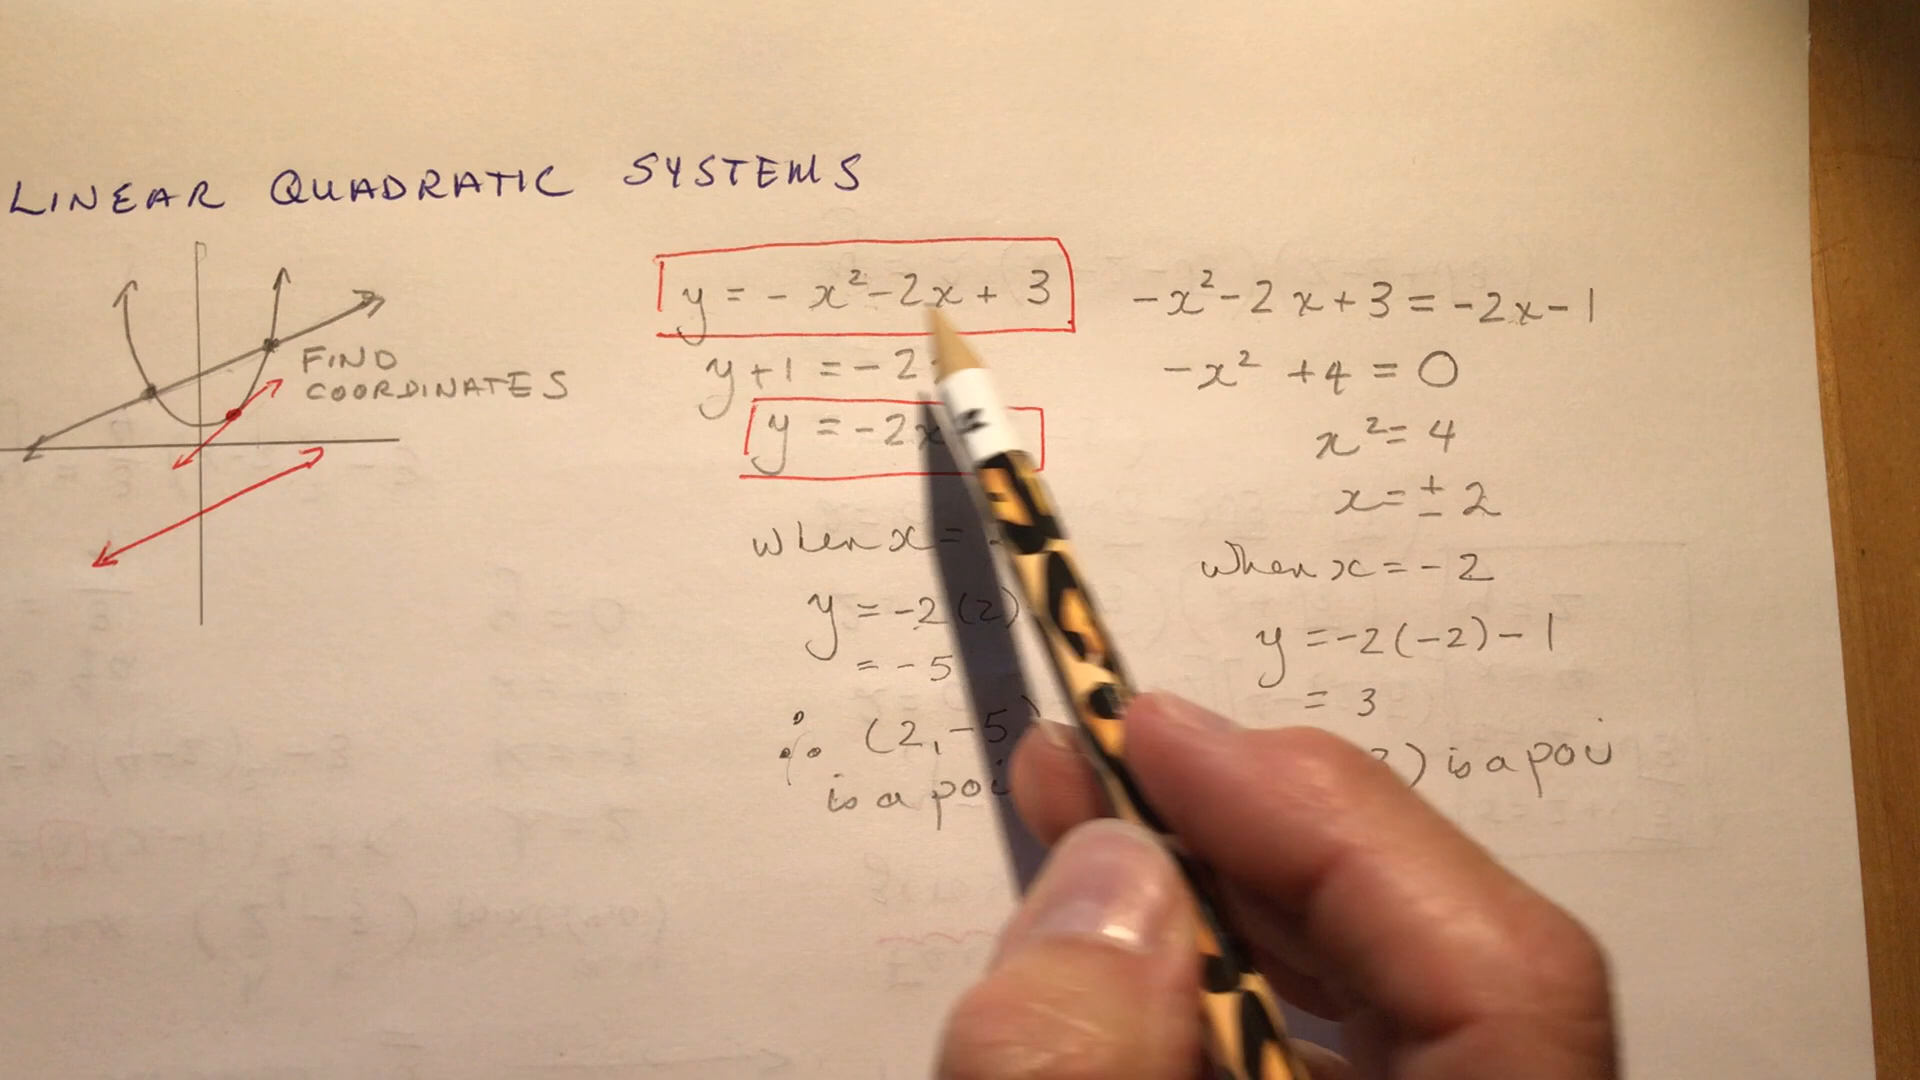 LINEAR QUADRATIC SYSTEMS
FIND
COORDINATES
y = - x² - 2x + 3
y + 1 = - 2
y = - 2x
when x =
y = -2 (2)
= - 5
∴ (2, -5)
is a poi
-x² - 2x + 3 = -2x - 1
-x² + 4 = 0
x² = 4
x = ± 2
when x = - 2
y = -2 (-2) - 1
= 3
) is a poi